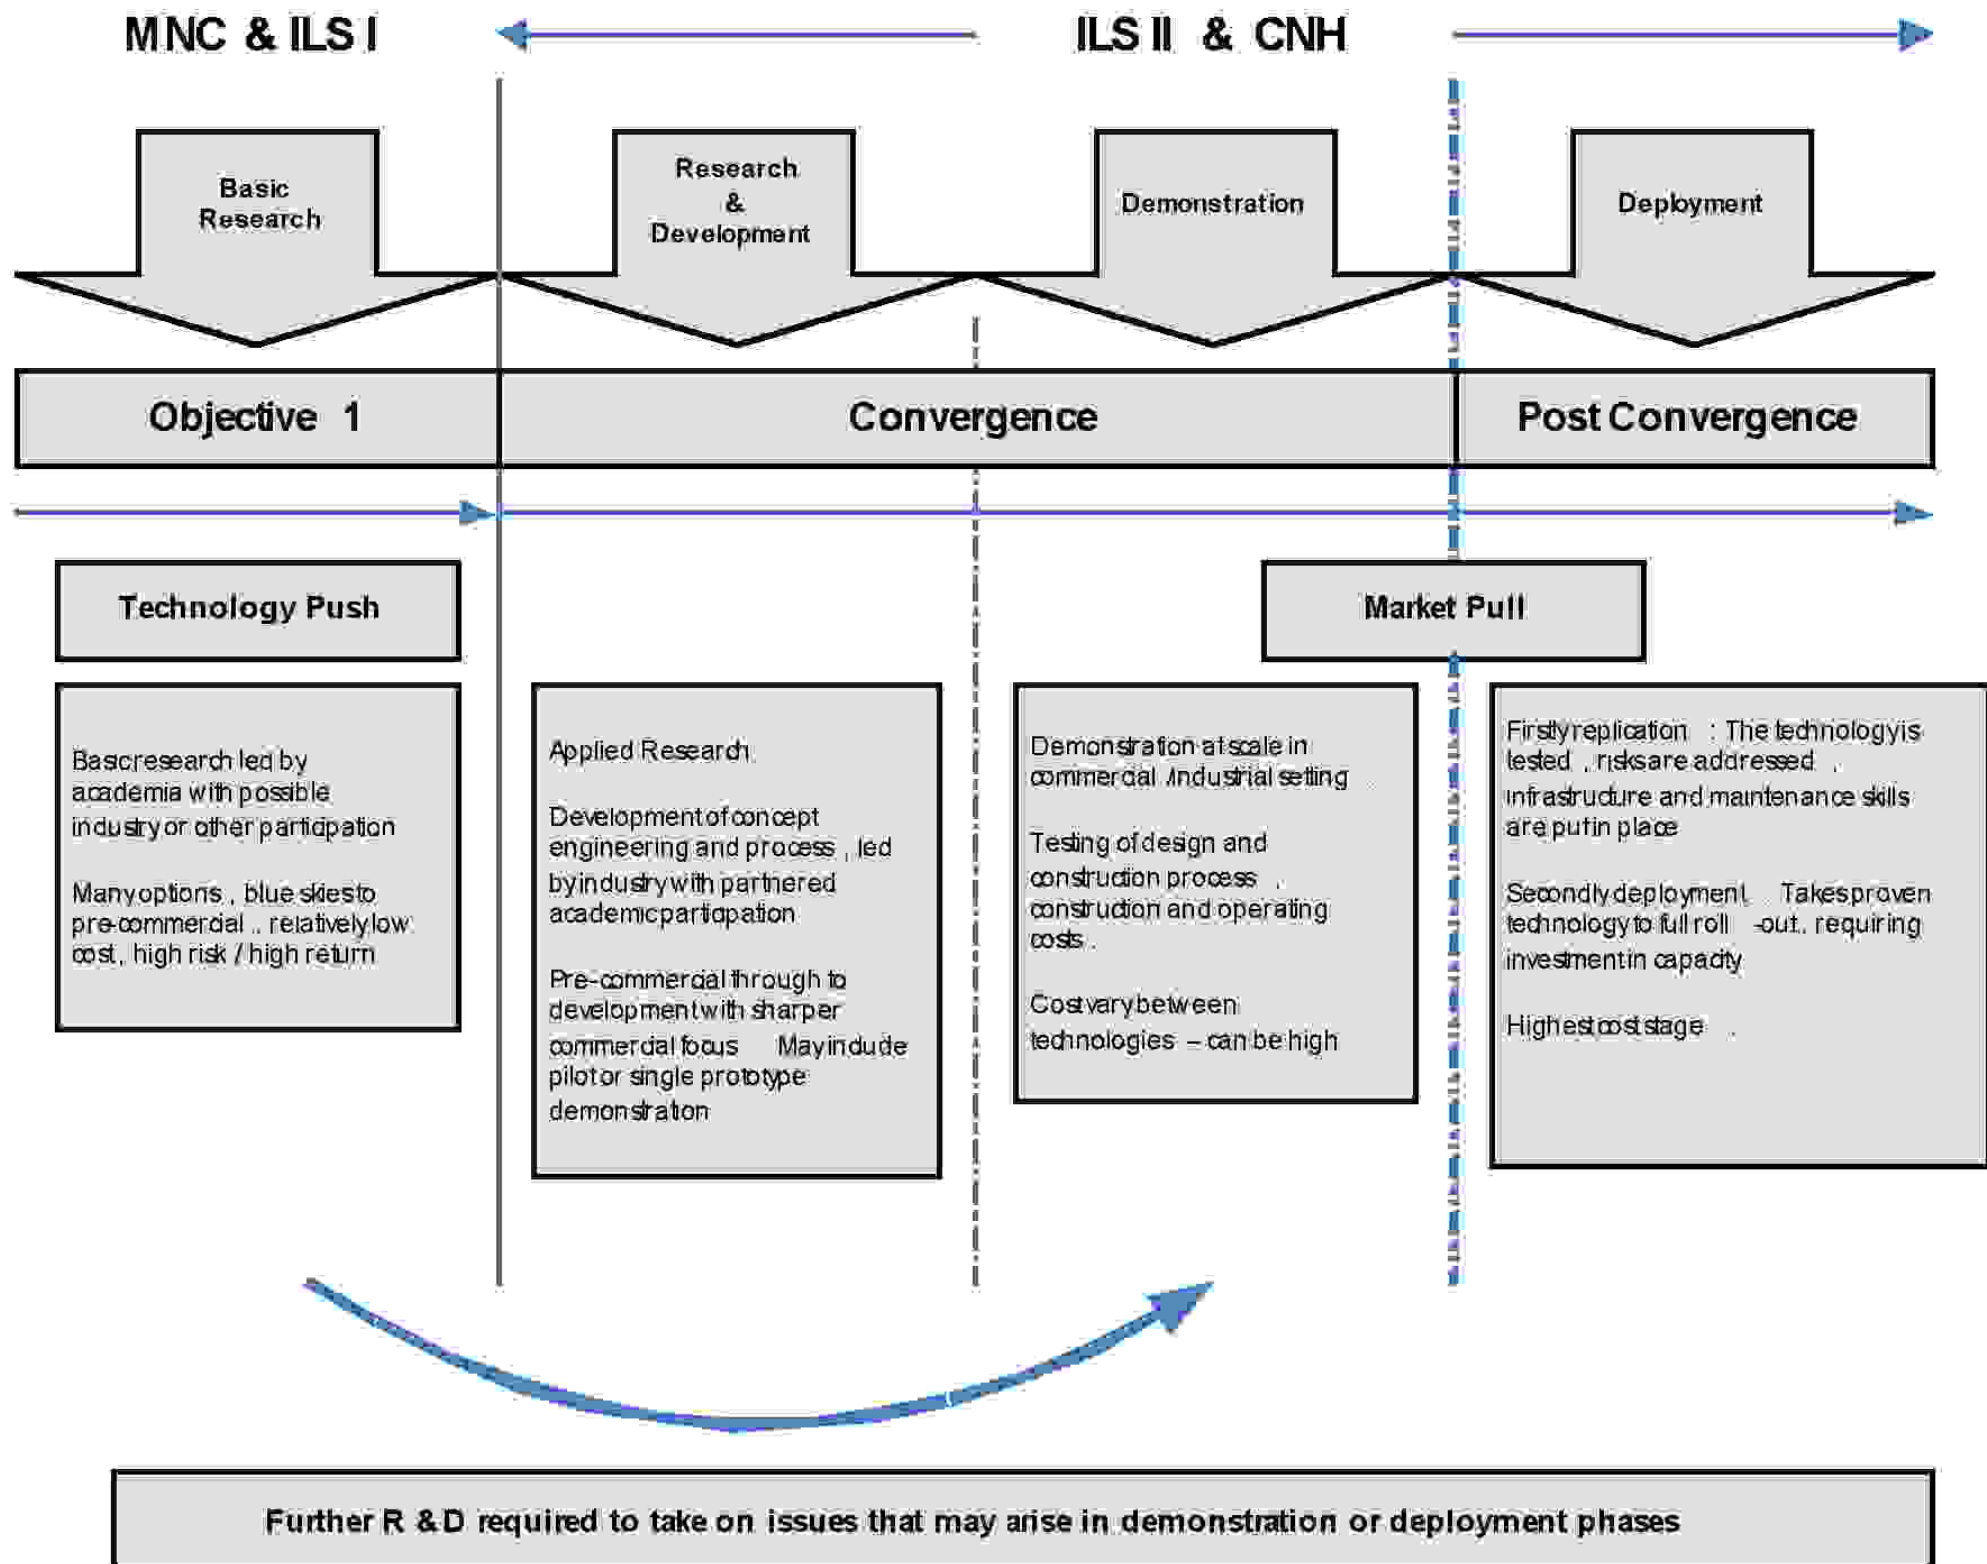 MNC & ILS I
ILS II & CNH
Basic
Research
Research
&
Development
Demonstration
Deployment
Objective 1
Convergence
Post Convergence
Technology Push
Market Pull
Basic research led by
academia with possible
industry or other participation
Many options, blue skies to
pre-commercial, relatively low
cost, high risk / high return
Applied Research
Development of concept
engineering and process, led
by industry with partnered
academic participation
Pre-commercial through to
development with sharper
commercial focus May include
pilot or single prototype
demonstration
Demonstration at scale in
commercial /industrial setting
Testing of design and
construction process,
construction and operating
costs.
Cost vary between
technologies – can be high
Firstly replication : The technology is
tested, risks are addressed,
infrastructure and maintenance skills
are put in place
Secondly deployment Takes proven
technology to full roll-out, requiring
investment in capacity
Highest cost stage.
Further R & D required to take on issues that may arise in demonstration or deployment phases